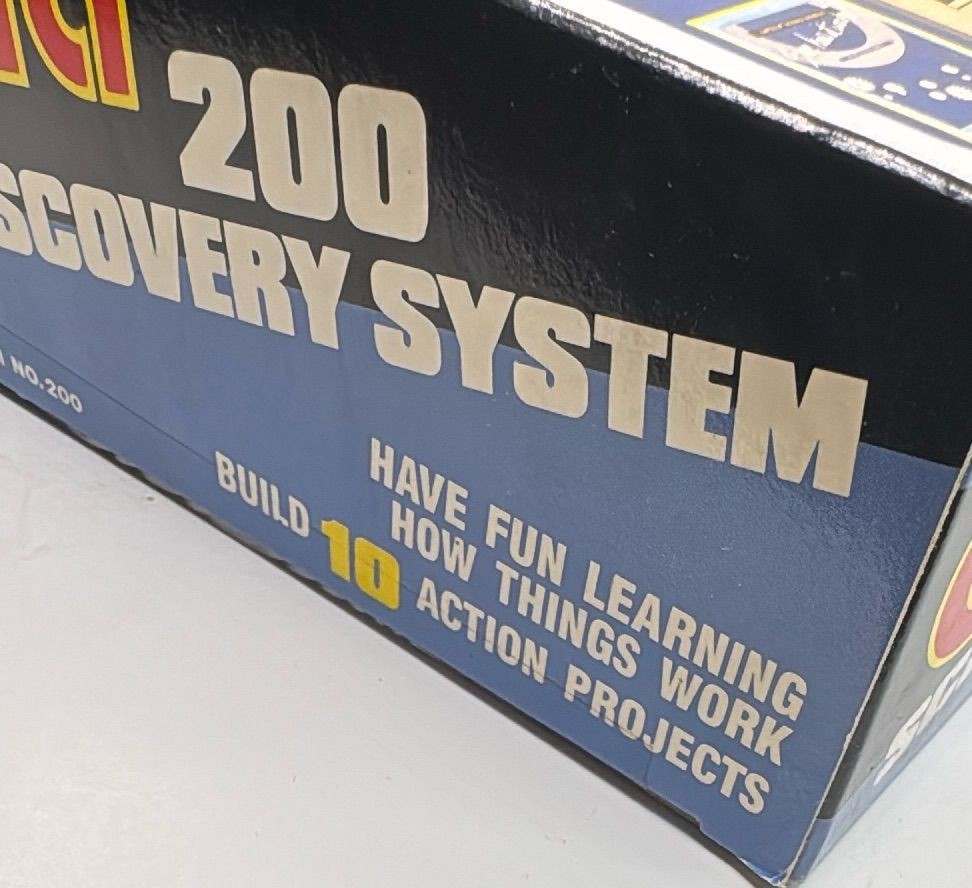 200
SCOVERY SYSTEM
NO.200
HAVE FUN LEARNING
HOW THINGS WORK
BUILD 10 ACTION PROJECTS